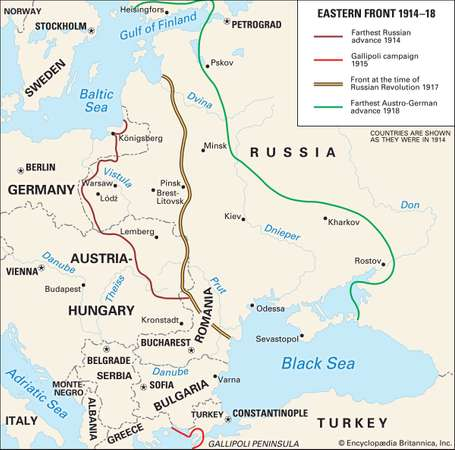 NORWAY
Helsingfors
STOCKHOLM
Gulf of Finland
PETROGRAD
EASTERN FRONT 1914–18
Farthest Russian
advance 1914
Gallipoli campaign
1915
Front at the time of
Russian Revolution 1917
Farthest Austro-German
advance 1918
COUNTRIES ARE SHOWN
AS THEY WERE IN 1914
SWEDEN
Pskov
Baltic
Sea
Dvina
Königsberg
Minsk
RUSSIA
BERLIN
GERMANY
Vistula
Warsaw
Łódź
Pinsk
Brest-
Litovsk
Don
Kiev
Kharkov
Lemberg
Dnieper
Rostov
VIENNA
Danube
AUSTRIA-
HUNGARY
Budapest
Theiss
Prut
Kronstadt
ROMANIA
Odessa
Sevastopol
BUCHAREST
BELGRADE
SERBIA
Danube
Black Sea
Adriatic Sea
MONTE-
NEGRO
SOFIA
Varna
BULGARIA
ITALY
ALBANIA
GREECE
TURKEY
CONSTANTINOPLE
TURKEY
GALLIPOLI PENINSULA
© Encyclopædia Britannica, Inc.